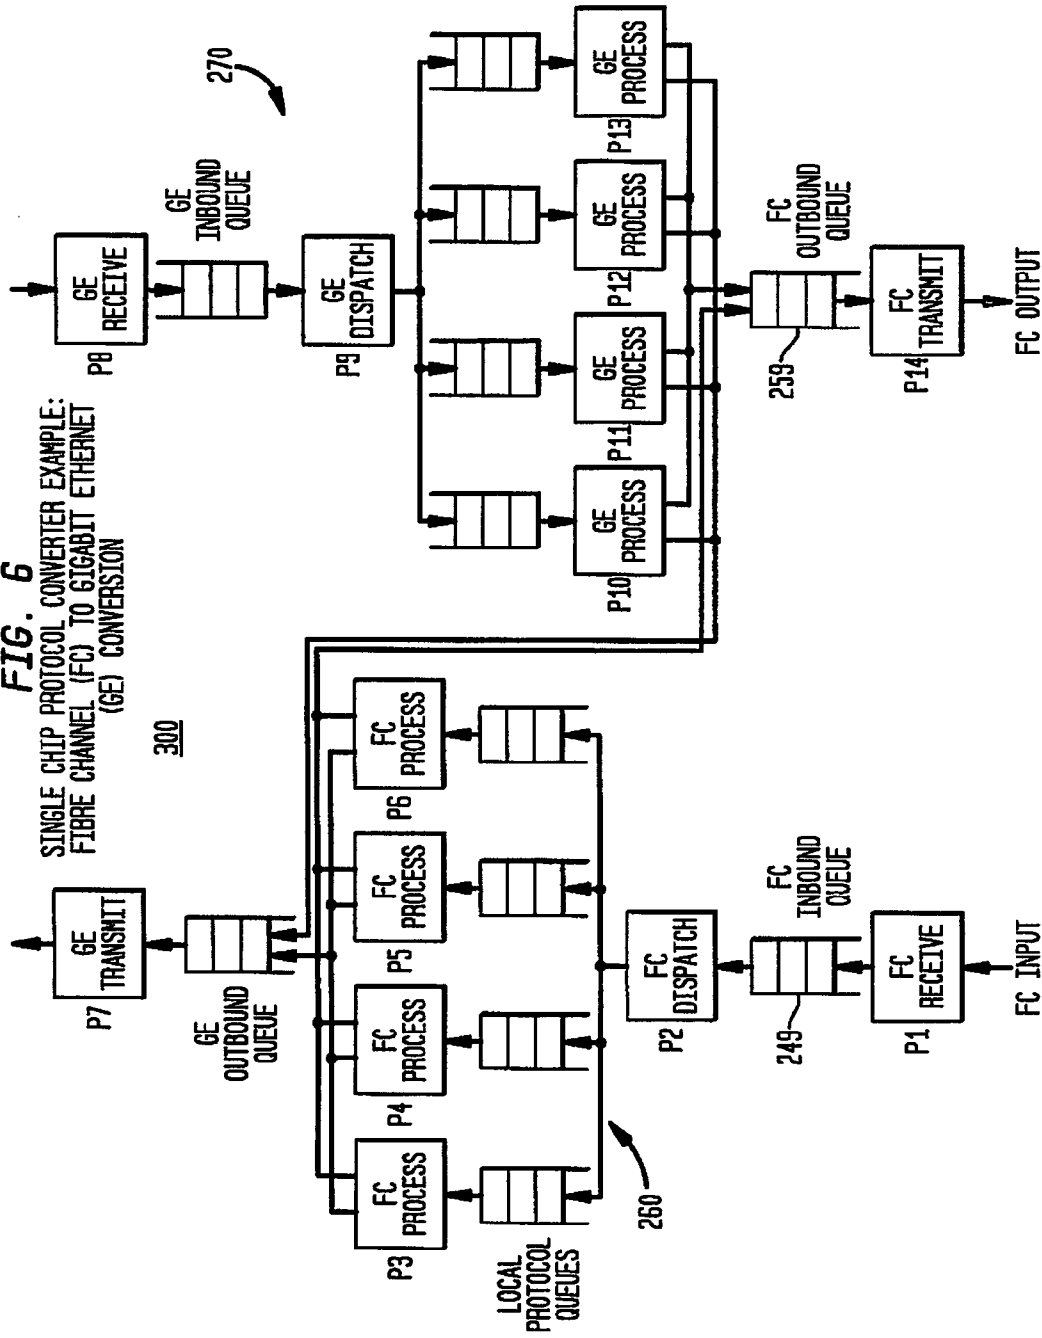 FIG. 6
SINGLE CHIP PROTOCOL CONVERTER EXAMPLE:
FIBRE CHANNEL (FC) TO GIGABIT ETHERNET
(GE) CONVERSION
300
270
GE
RECEIVE
P8
GE
INBOUND
QUEUE
GE
DISPATCH
P9
GE
PROCESS
P10
GE
PROCESS
P11
GE
PROCESS
P12
GE
PROCESS
P13
FC
OUTBOUND
QUEUE
259
FC
TRANSMIT
P14
FC OUTPUT
GE
TRANSMIT
P7
GE
OUTBOUND
QUEUE
FC
PROCESS
P3
FC
PROCESS
P4
FC
PROCESS
P5
FC
PROCESS
P6
LOCAL
PROTOCOL
QUEUES
260
FC
DISPATCH
P2
FC
INBOUND
QUEUE
249
FC
RECEIVE
P1
FC INPUT